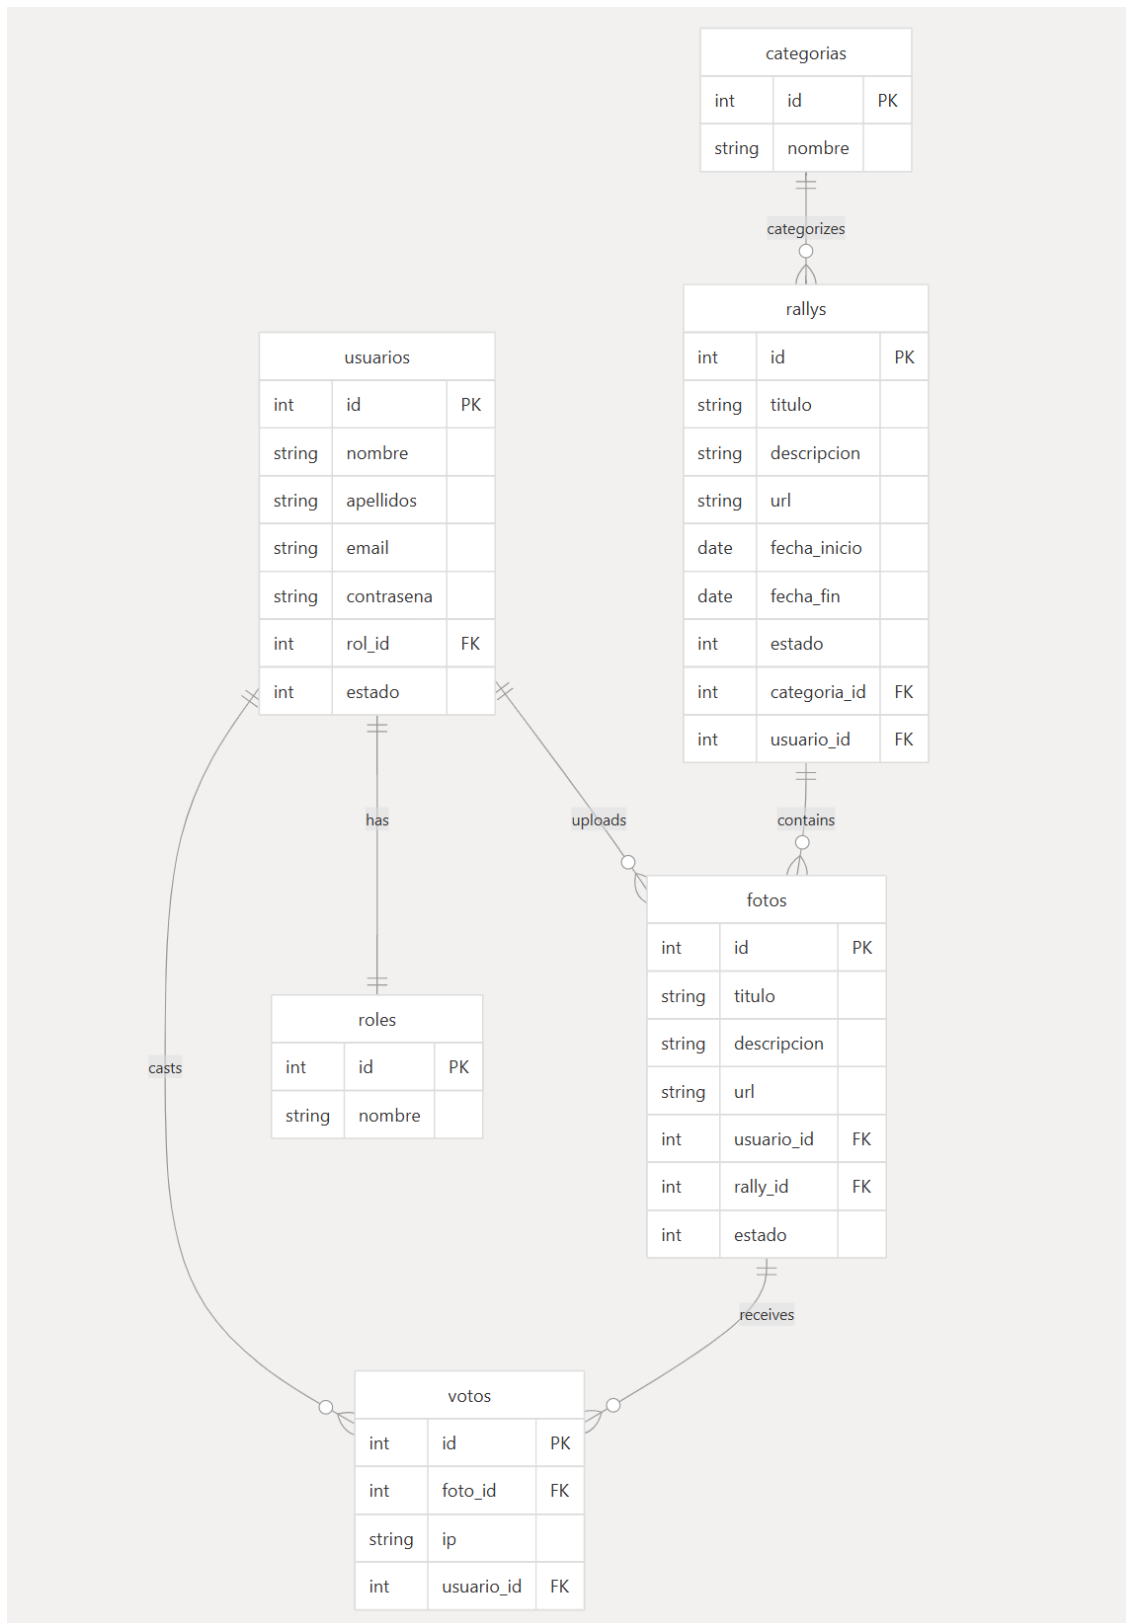 categorias
int id PK
string nombre
categorizes
rallys
int id PK
string titulo
string descripcion
string url
date fecha_inicio
date fecha_fin
int estado
int categoria_id FK
int usuario_id FK
usuarios
int id PK
string nombre
string apellidos
string email
string contrasena
int rol_id FK
int estado
has
uploads
contains
fotos
int id PK
string titulo
string descripcion
string url
int usuario_id FK
int rally_id FK
int estado
roles
int id PK
string nombre
casts
receives
votos
int id PK
int foto_id FK
string ip
int usuario_id FK